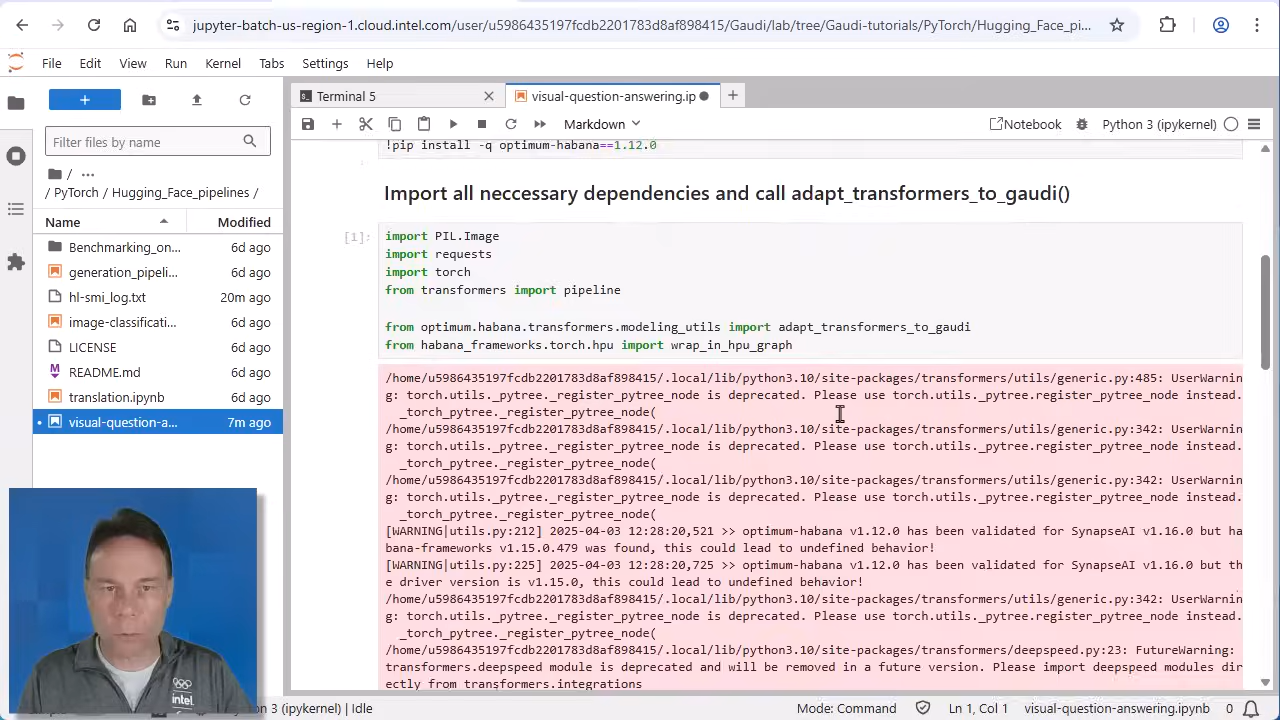 jupyter-batch-us-region-1.cloud.intel.com/user/u5986435197fcdb2201783d8af898415/Gaudi/lab/tree/Gaudi-tutorials/PyTorch/Hugging_Face_pi...
File Edit View Run Kernel Tabs Settings Help
Terminal 5
visual-question-answering.ip
Markdown
Notebook
Python 3 (ipykernel)
Filter files by name
/ ...
/ PyTorch / Hugging_Face_pipelines /
Name Modified
Benchmarking_on... 6d ago
generation_pipeli... 6d ago
hl-smi_log.txt 20m ago
image-classificati... 6d ago
LICENSE 6d ago
README.md 6d ago
translation.ipynb 6d ago
visual-question-a... 7m ago
!pip install -q optimum-habana==1.12.0
Import all neccessary dependencies and call adapt_transformers_to_gaudi()
[1]:
import PIL.Image
import requests
import torch
from transformers import pipeline
from optimum.habana.transformers.modeling_utils import adapt_transformers_to_gaudi
from habana_frameworks.torch.hpu import wrap_in_hpu_graph
/home/u5986435197fcdb2201783d8af898415/.local/lib/python3.10/site-packages/transformers/utils/generic.py:485: UserWarnin
g: torch.utils._pytree._register_pytree_node is deprecated. Please use torch.utils._pytree.register_pytree_node instead.
_torch_pytree._register_pytree_node(
/home/u5986435197fcdb2201783d8af898415/.local/lib/python3.10/site-packages/transformers/utils/generic.py:342: UserWarnin
g: torch.utils._pytree._register_pytree_node is deprecated. Please use torch.utils._pytree.register_pytree_node instead.
_torch_pytree._register_pytree_node(
/home/u5986435197fcdb2201783d8af898415/.local/lib/python3.10/site-packages/transformers/utils/generic.py:342: UserWarnin
g: torch.utils._pytree._register_pytree_node is deprecated. Please use torch.utils._pytree.register_pytree_node instead.
_torch_pytree._register_pytree_node(
[WARNING|utils.py:212] 2025-04-03 12:28:20,521 >> optimum-habana v1.12.0 has been validated for SynapseAI v1.16.0 but ha
bana-frameworks v1.15.0.479 was found, this could lead to undefined behavior!
[WARNING|utils.py:225] 2025-04-03 12:28:20,725 >> optimum-habana v1.12.0 has been validated for SynapseAI v1.16.0 but th
e driver version is v1.15.0, this could lead to undefined behavior!
/home/u5986435197fcdb2201783d8af898415/.local/lib/python3.10/site-packages/transformers/utils/generic.py:342: UserWarnin
g: torch.utils._pytree._register_pytree_node is deprecated. Please use torch.utils._pytree.register_pytree_node instead.
_torch_pytree._register_pytree_node(
/home/u5986435197fcdb2201783d8af898415/.local/lib/python3.10/site-packages/transformers/deepspeed.py:23: FutureWarning:
transformers.deepspeed module is deprecated and will be removed in a future version. Please import deepspeed modules dir
ectly from transformers.integrations
intel
3 (ipykernel) | Idle
Mode: Command
Ln 1, Col 1
visual-question-answering.ipynb
0